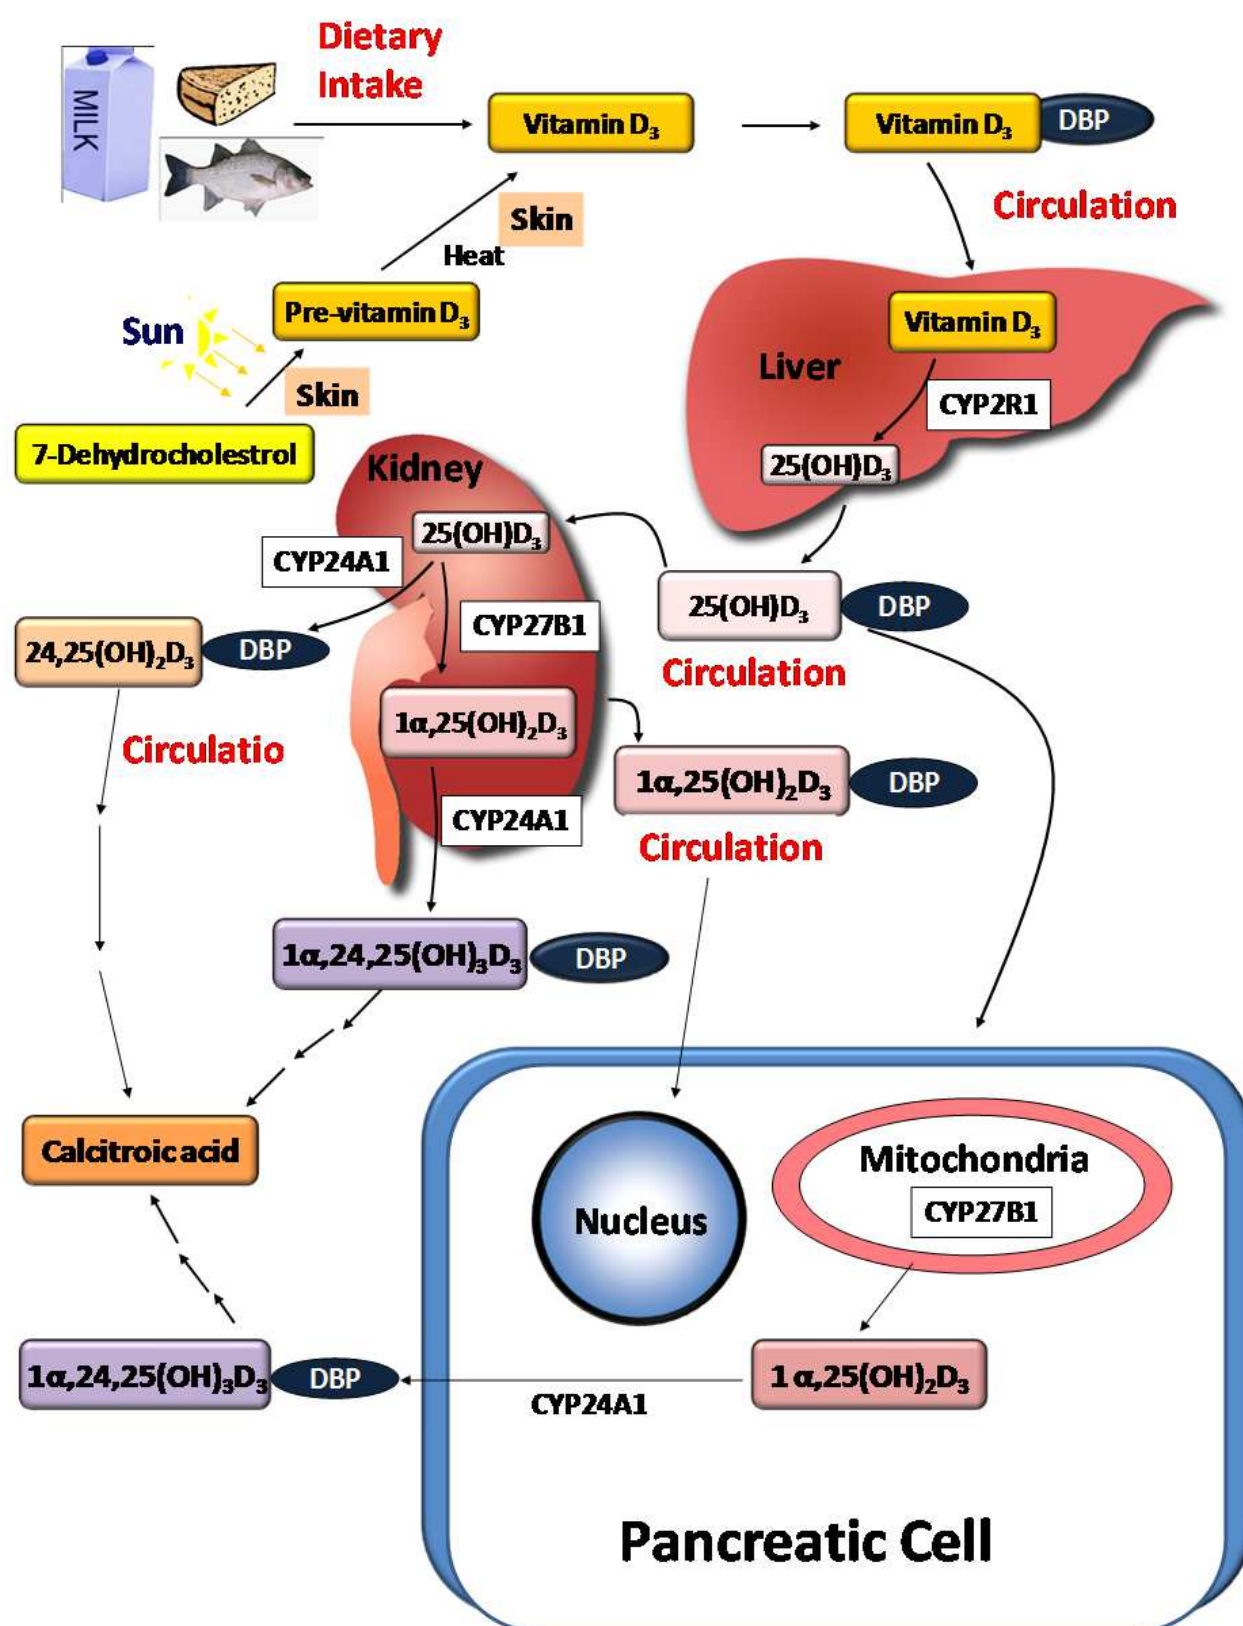 Dietary
Intake
MILK
Vitamin D₃
Vitamin D₃
DBP
Circulation
Skin
Heat
Pre-vitamin D₃
Sun
Skin
7-Dehydrocholestrol
Vitamin D₃
Liver
CYP2R1
25(OH)D₃
Kidney
25(OH)D₃
CYP24A1
CYP27B1
25(OH)D₃
DBP
Circulation
24,25(OH)₂D₃
DBP
Circulatio
1α,25(OH)₂D₃
CYP24A1
1α,25(OH)₂D₃
DBP
Circulation
1α,24,25(OH)₃D₃
DBP
Calcitroic acid
Mitochondria
CYP27B1
Nucleus
1α,24,25(OH)₃D₃
DBP
CYP24A1
1α,25(OH)₂D₃
Pancreatic Cell